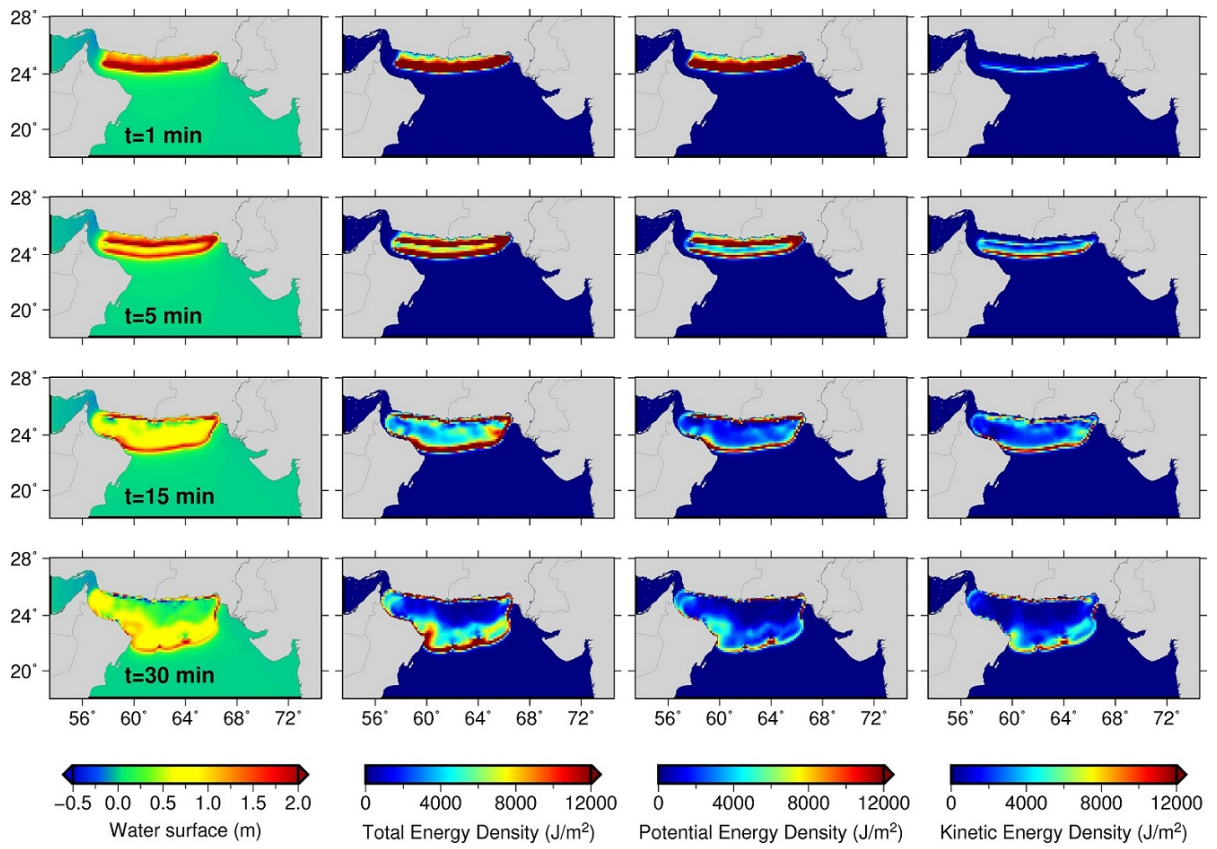 28°
24°
20°
t=1 min
28°
24°
20°
t=5 min
28°
24°
20°
t=15 min
28°
24°
20°
t=30 min
56° 60° 64° 68° 72° 56° 60° 64° 68° 72° 56° 60° 64° 68° 72° 56° 60° 64° 68° 72°
−0.5 0.0 0.5 1.0 1.5 2.0 0 4000 8000 12000 0 4000 8000 12000 0 4000 8000 12000
Water surface (m) Total Energy Density (J/m²) Potential Energy Density (J/m²) Kinetic Energy Density (J/m²)